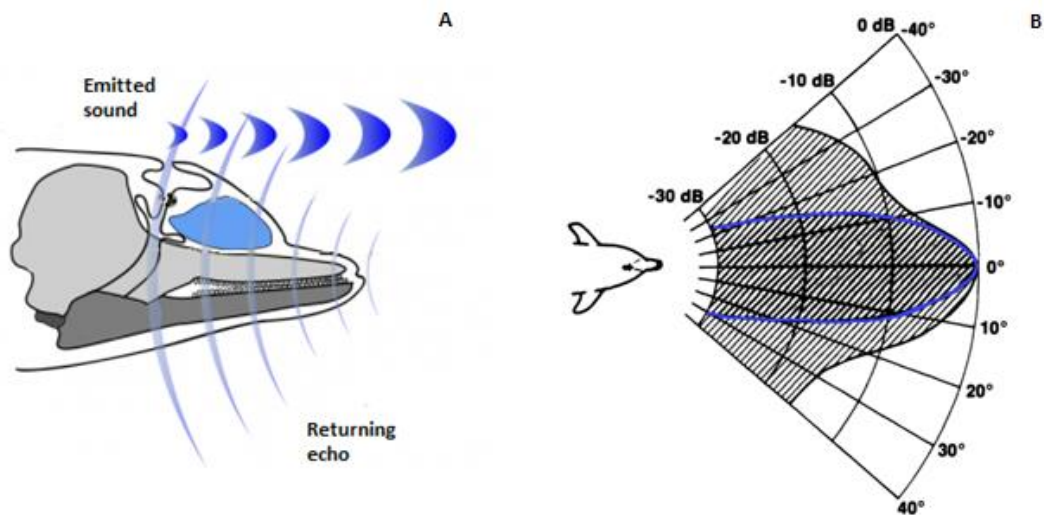 A
Emitted
sound
Returning
echo
B
0 dB
-10 dB
-20 dB
-30 dB
-40°
-30°
-20°
-10°
0°
10°
20°
30°
40°